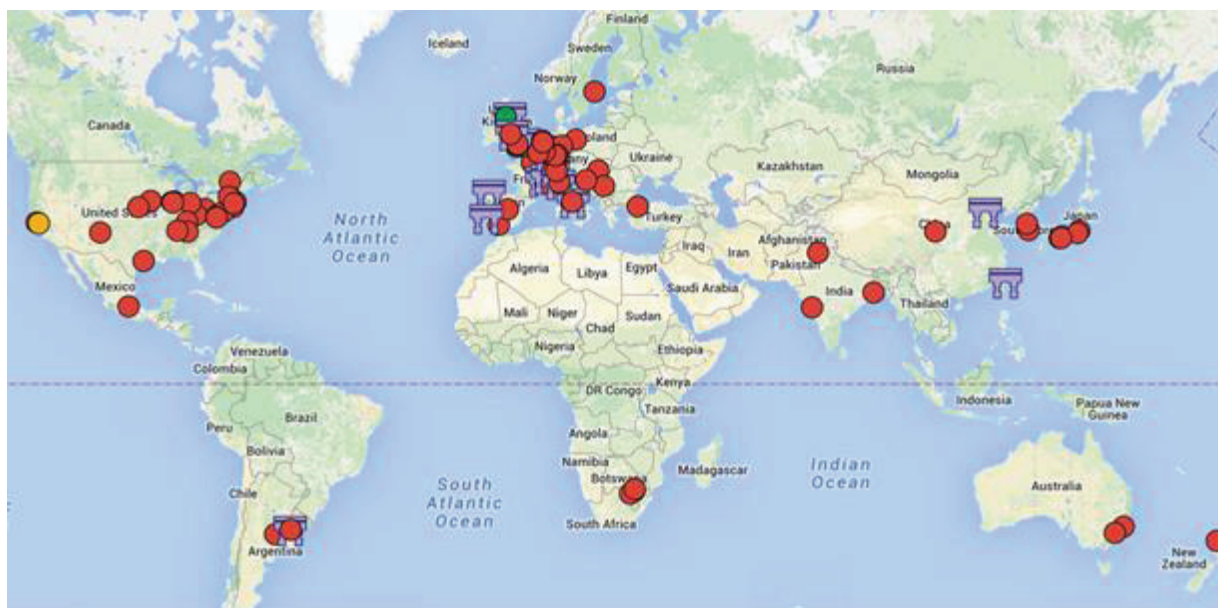 Finland
Iceland
Sweden
Norway
Russia
Canada
Ukraine
Kazakhstan
Mongolia
North
Atlantic
Ocean
Turkey
Japan
Iraq
Iran
Afghanistan
Pakistan
Algeria
Libya
Egypt
Saudi Arabia
Mexico
India
Thailand
Mali
Niger
Chad
Sudan
Nigeria
Ethiopia
Venezuela
Colombia
DR Congo
Kenya
Tanzania
Indonesia
Papua New
Guinea
Brazil
Peru
Angola
Bolivia
Namibia
Madagascar
Indian
Ocean
South
Atlantic
Ocean
Chile
South Africa
Australia
Argentina
New
Zealand